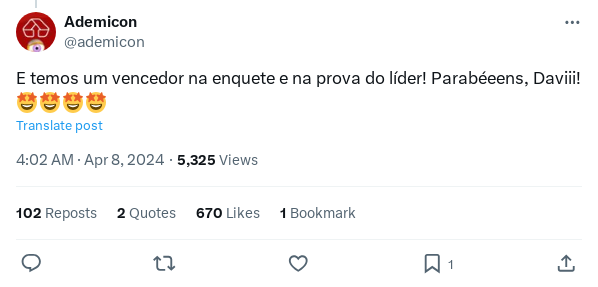 Ademicon
@ademicon
E temos um vencedor na enquete e na prova do líder! Parabéeens, Daviii!
🤩🤩🤩🤩
Translate post
4:02 AM · Apr 8, 2024 · 5,325 Views
102 Reposts 2 Quotes 670 Likes 1 Bookmark
1